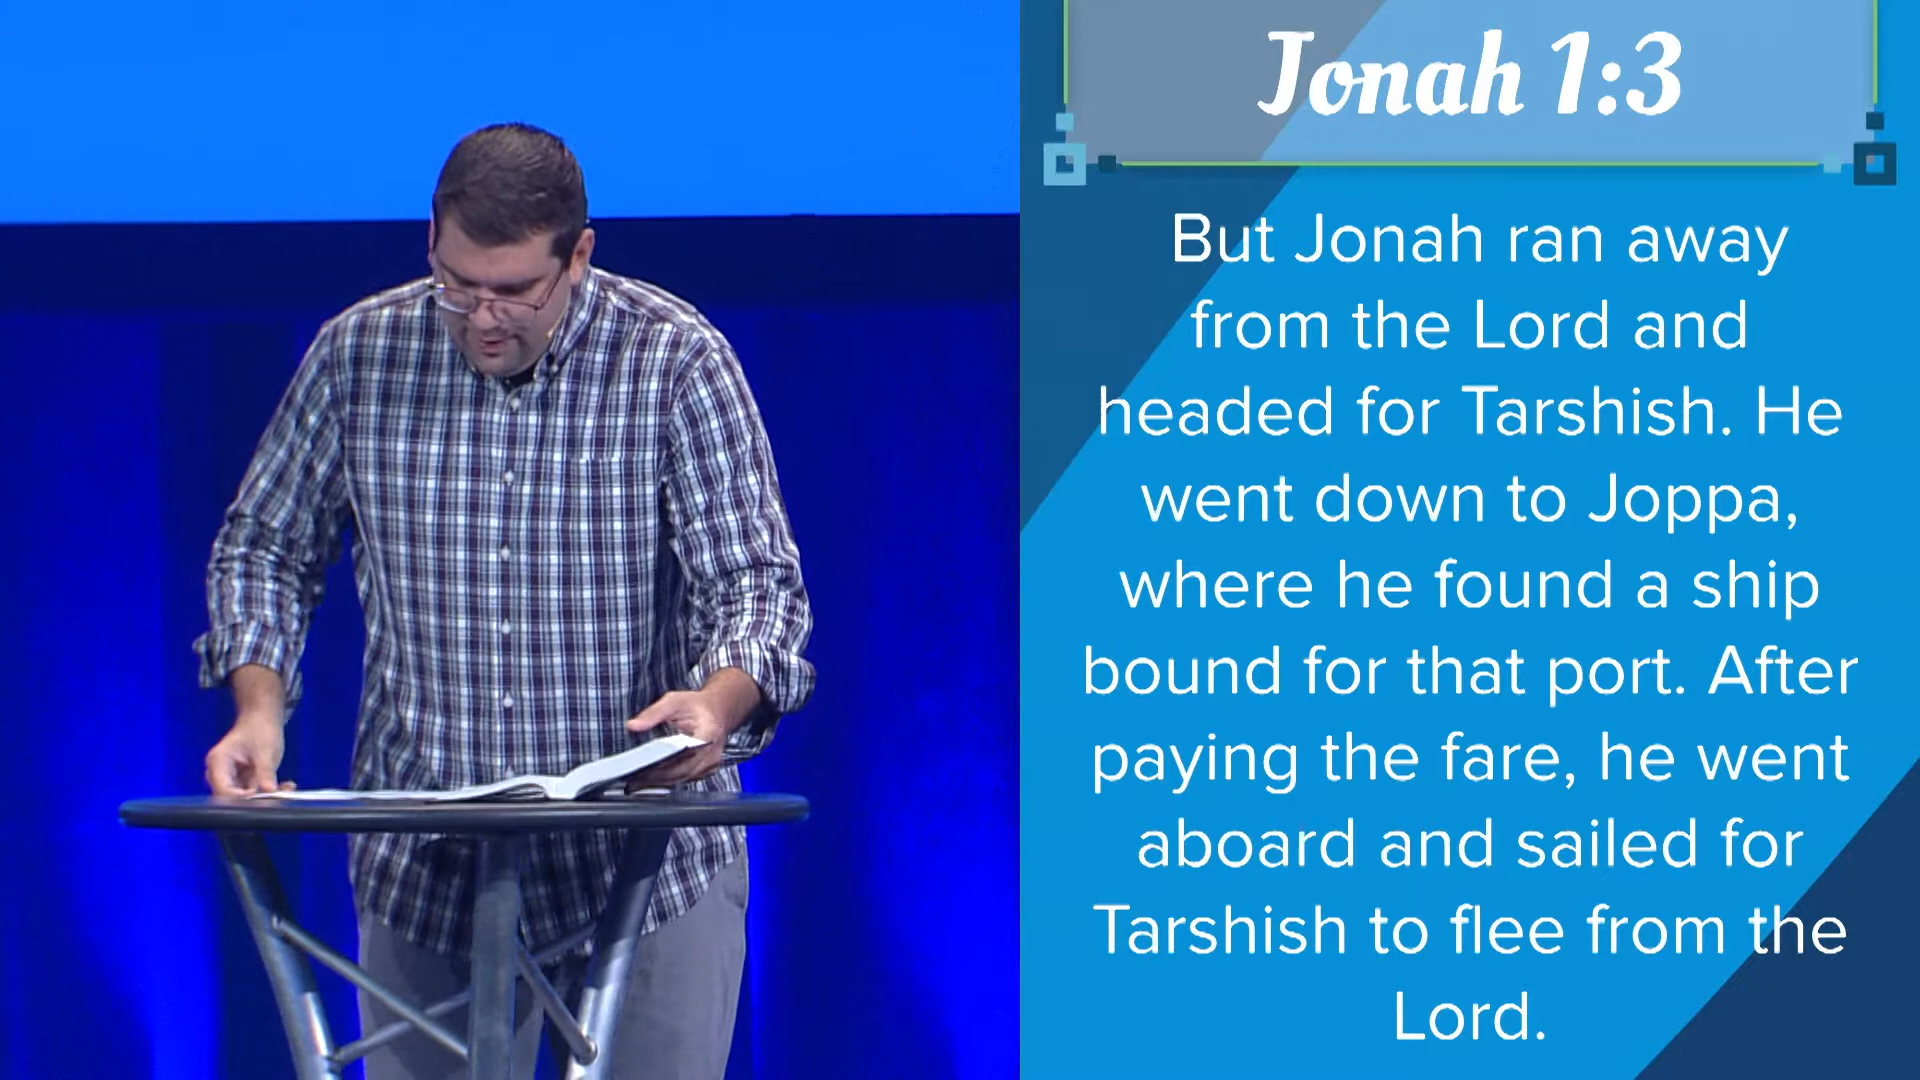 Jonah 1:3
But Jonah ran away
from the Lord and
headed for Tarshish. He
went down to Joppa,
where he found a ship
bound for that port. After
paying the fare, he went
aboard and sailed for
Tarshish to flee from the
Lord.